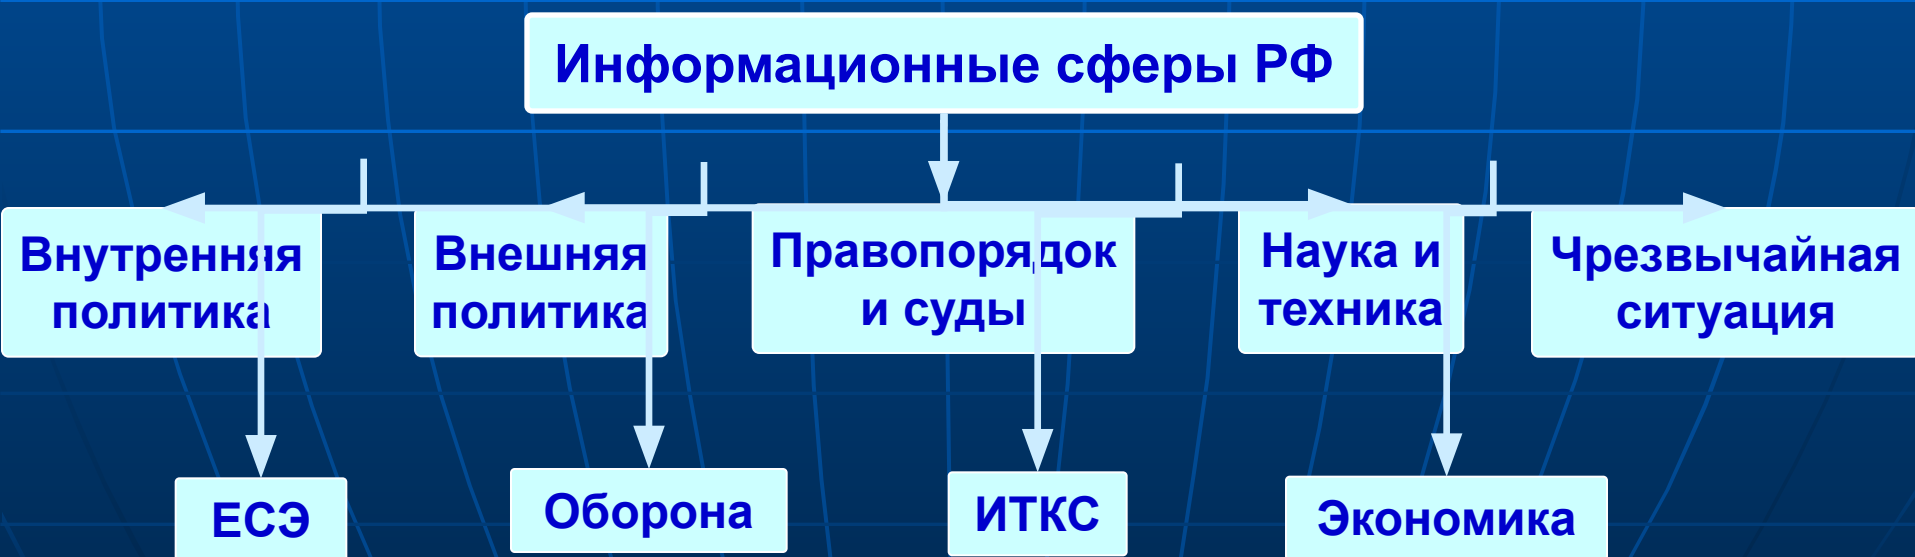 Информационные сферы РФ
Внутренняя
политика
Внешняя
политика
Правопорядок
и суды
Наука и
техника
Чрезвычайная
ситуация
ЕСЭ
Оборона
ИТКС
Экономика